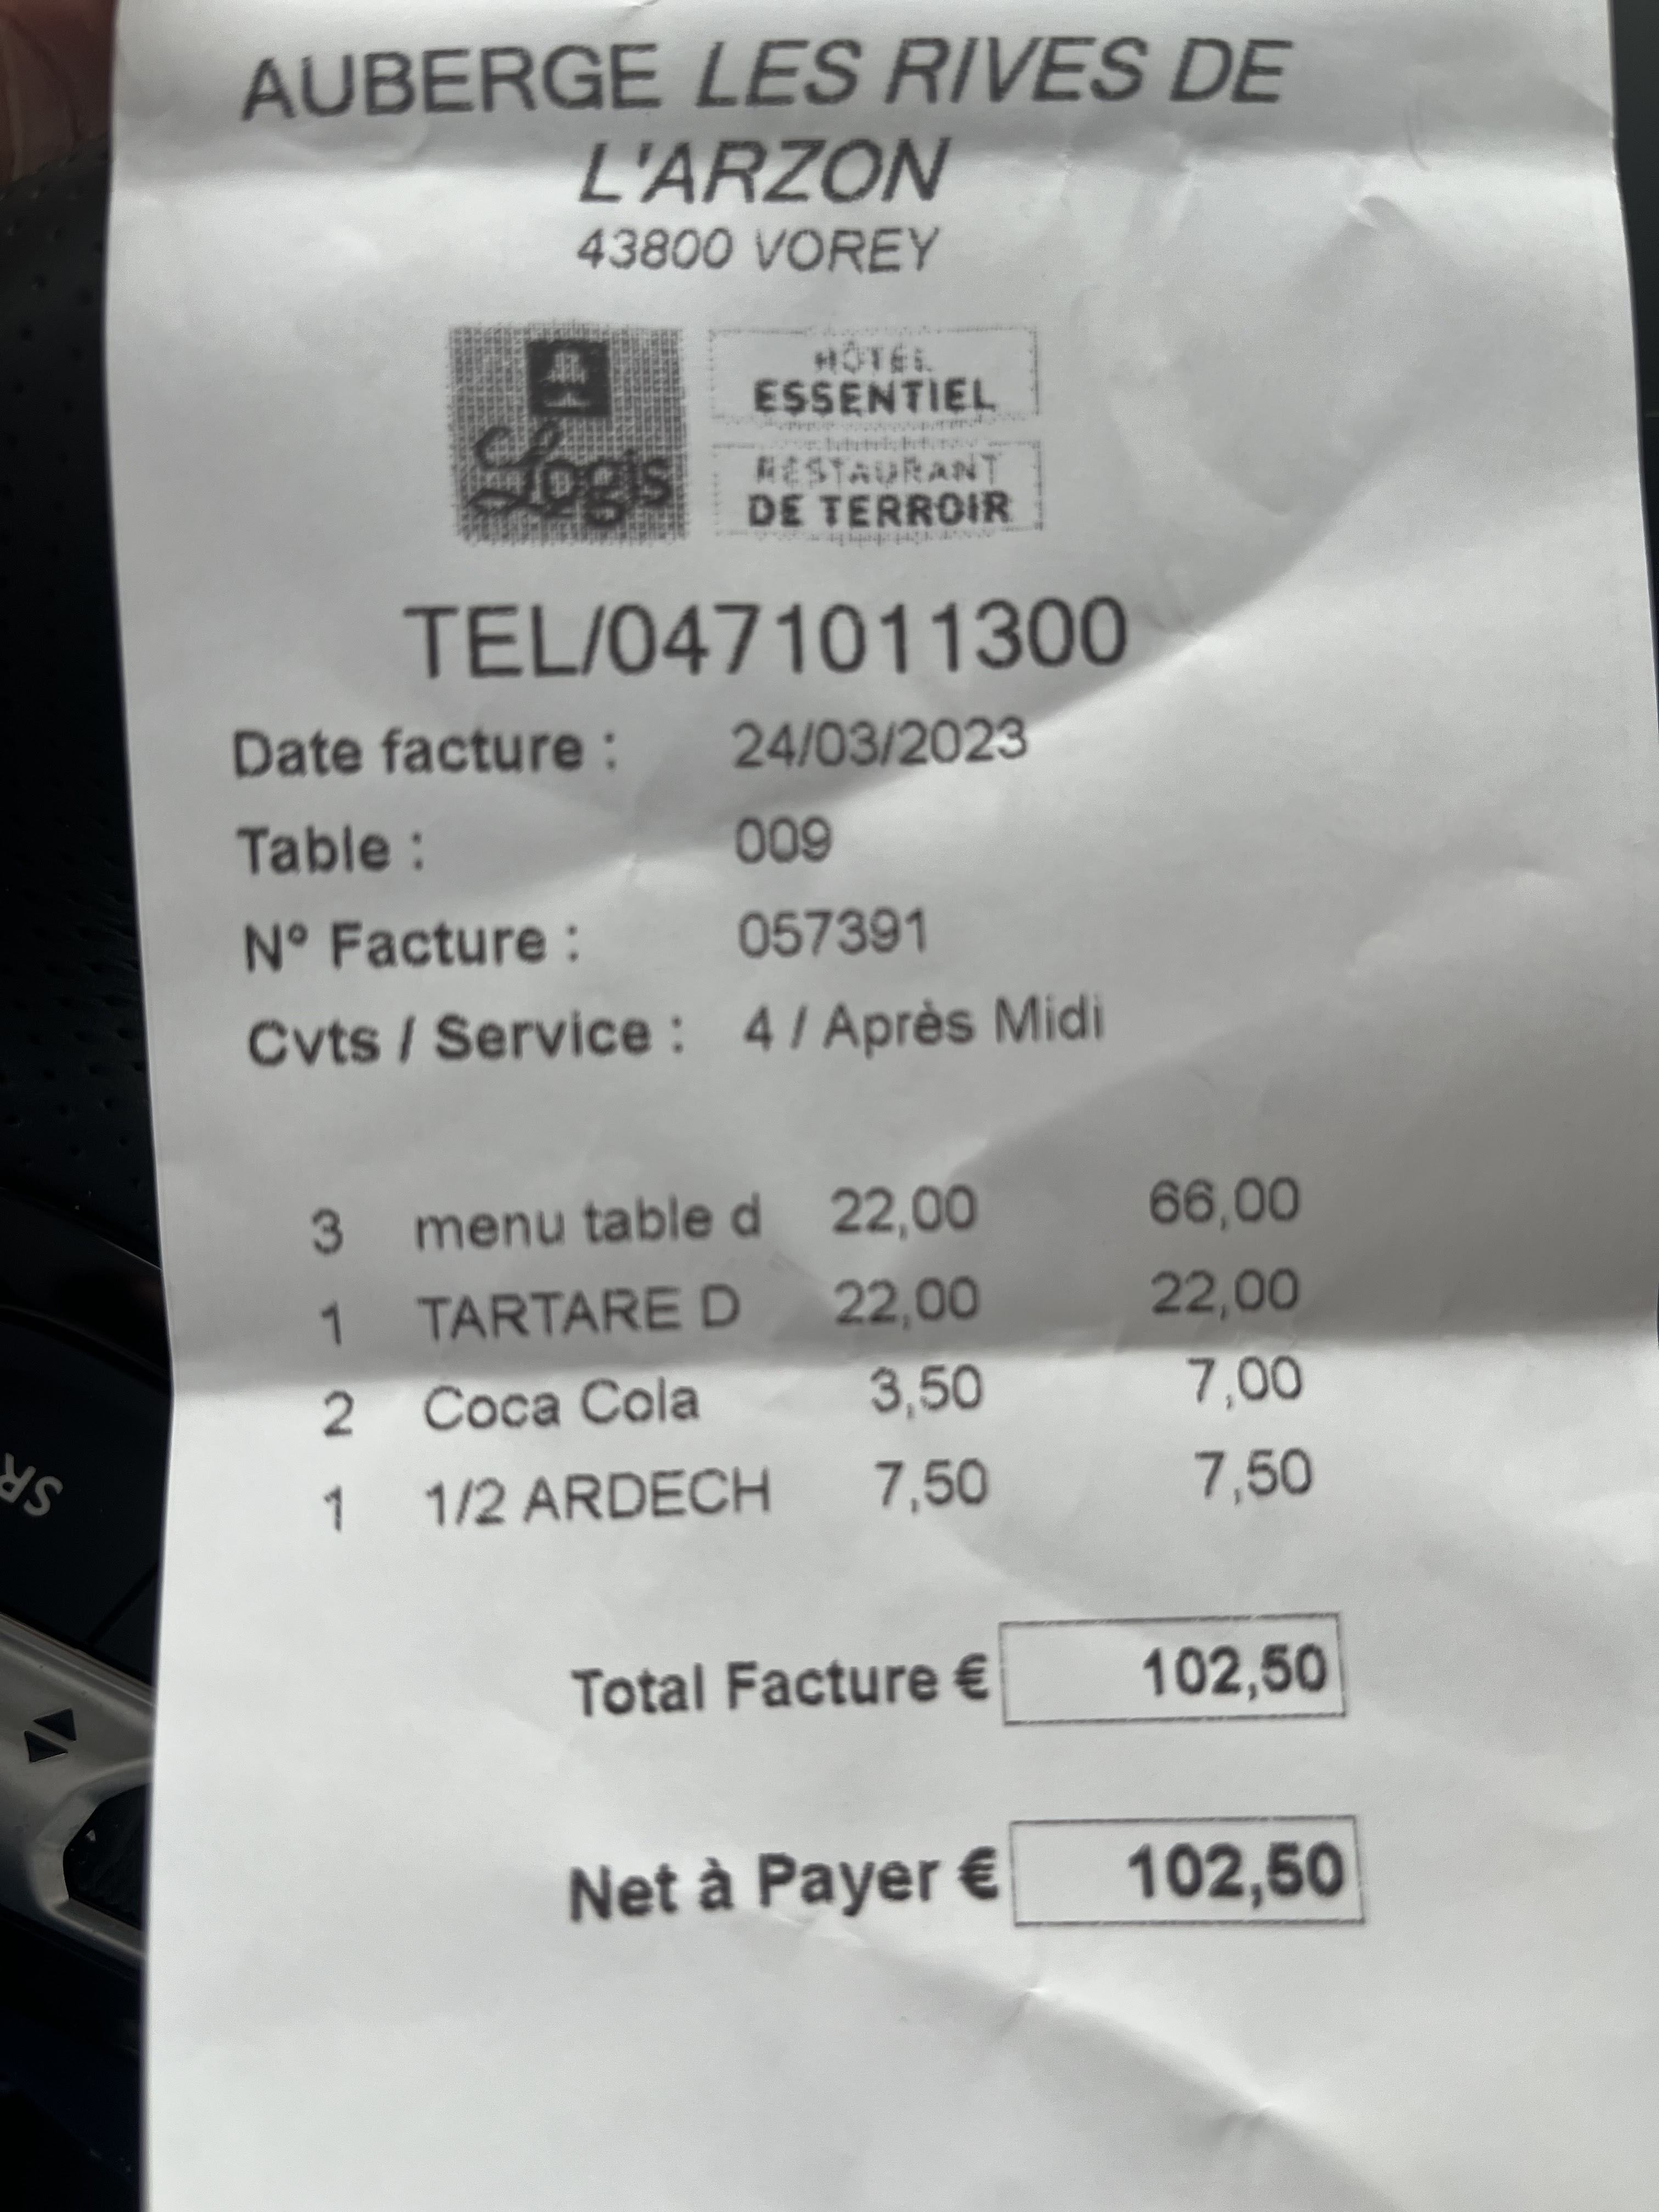 AUBERGE LES RIVES DE
L'ARZON
43800 VOREY
Logis
HÔTEL
ESSENTIEL
RESTAURANT
DE TERROIR
TEL/0471011300
Date facture : 24/03/2023
Table : 009
N° Facture : 057391
Cvts / Service : 4 / Après Midi
3 menu table d 22,00 66,00
1 TARTARE D 22,00 22,00
2 Coca Cola 3,50 7,00
1 1/2 ARDECH 7,50 7,50
Total Facture € 102,50
Net à Payer € 102,50
SR